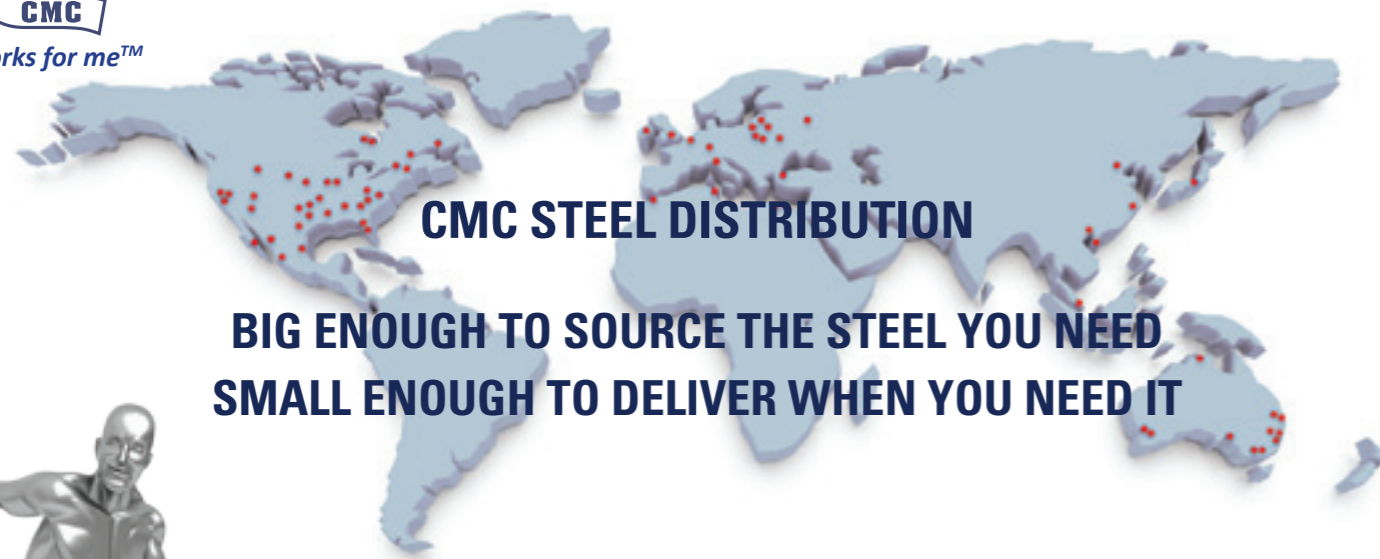 CMC
rks for me™
CMC STEEL DISTRIBUTION
BIG ENOUGH TO SOURCE THE STEEL YOU NEED
SMALL ENOUGH TO DELIVER WHEN YOU NEED IT